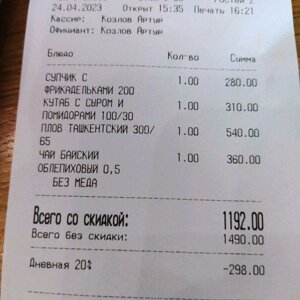 Гостей 2
24.04.2023 Открыт 15:35 Печать 16:21
Кассир: Козлов Артур
Официант: Козлов Артур
Блюдо Кол-во Сумма
СУПЧИК С 1.00 280.00
ФРИКАДЕЛЬКАМИ 200
КУТАБ С СЫРОМ И 1.00 310.00
ПОМИДОРАМИ 100/30
ПЛОВ ТАШКЕНТСКИЙ 300/ 1.00 540.00
65
ЧАЙ БАЙСКИЙ 1.00 360.00
ОБЛЕПИХОВЫЙ 0,5
БЕЗ МЕДА
Всего со скидкой: 1192.00
Всего без скидки: 1490.00
Дневная 20% -298.00